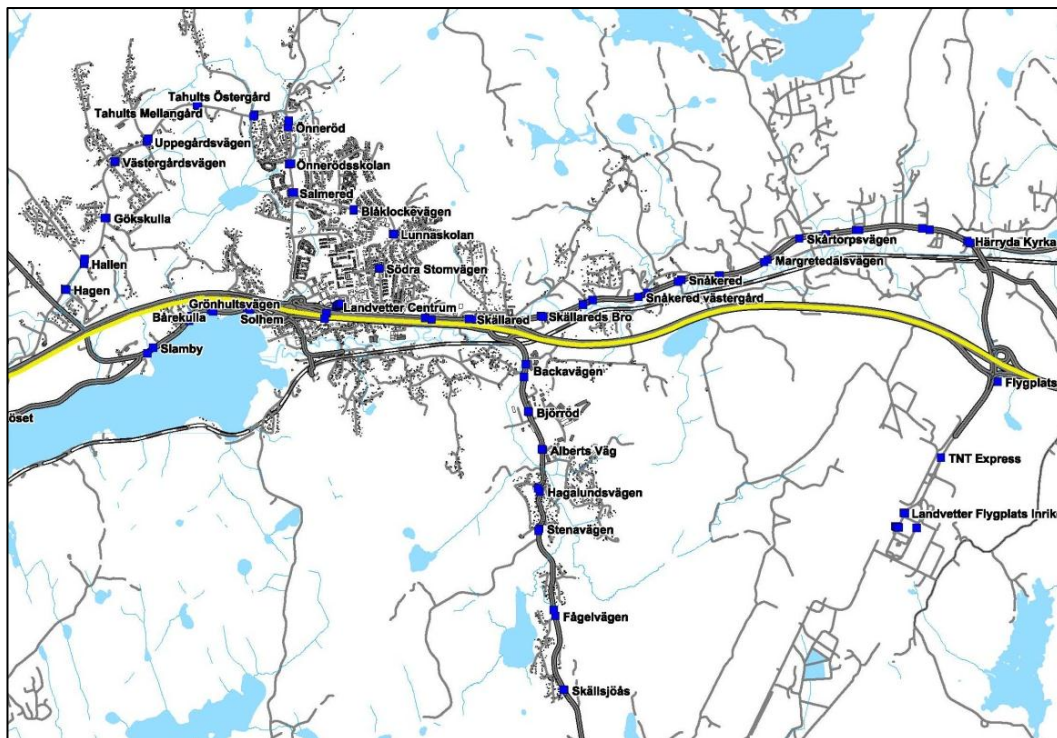 Tahults Östergård
Tahults Mellangård
Önneröd
Uppegårdsvägen
Västergårdsvägen
Önnerödsskolan
Salmered
Blåklockevägen
Gökskulla
Lunnaskolan
Skårtorpsvägen
Härryda Kyrka
Hallen
Södra Stomvägen
Margretedalsvägen
Hagen
Snåkered
Snåkered västergård
Grönhultsvägen
Landvetter Centrum
Bårekulla
Solhem
Skällared
Skällareds Bro
Slamby
Backavägen
Flygplats
öset
Björröd
Alberts Väg
TNT Express
Hagalundsvägen
Landvetter Flygplats Inrik
Stenavägen
Fågelvägen
Skällsjöås